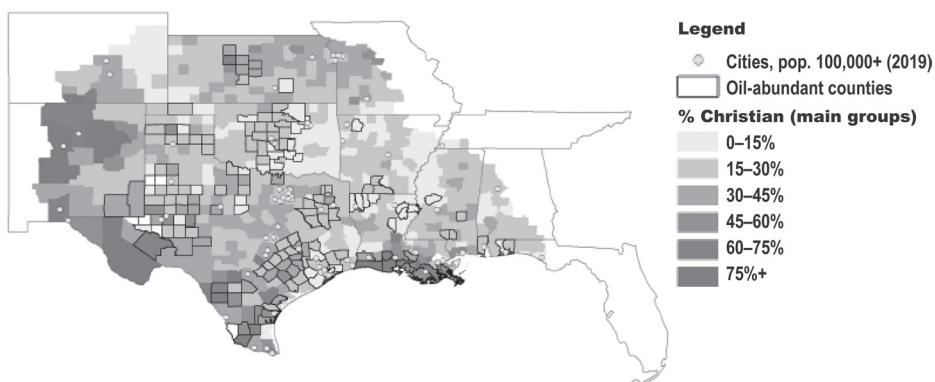 Legend
Cities, pop. 100,000+ (2019)
Oil-abundant counties
% Christian (main groups)
0–15%
15–30%
30–45%
45–60%
60–75%
75%+